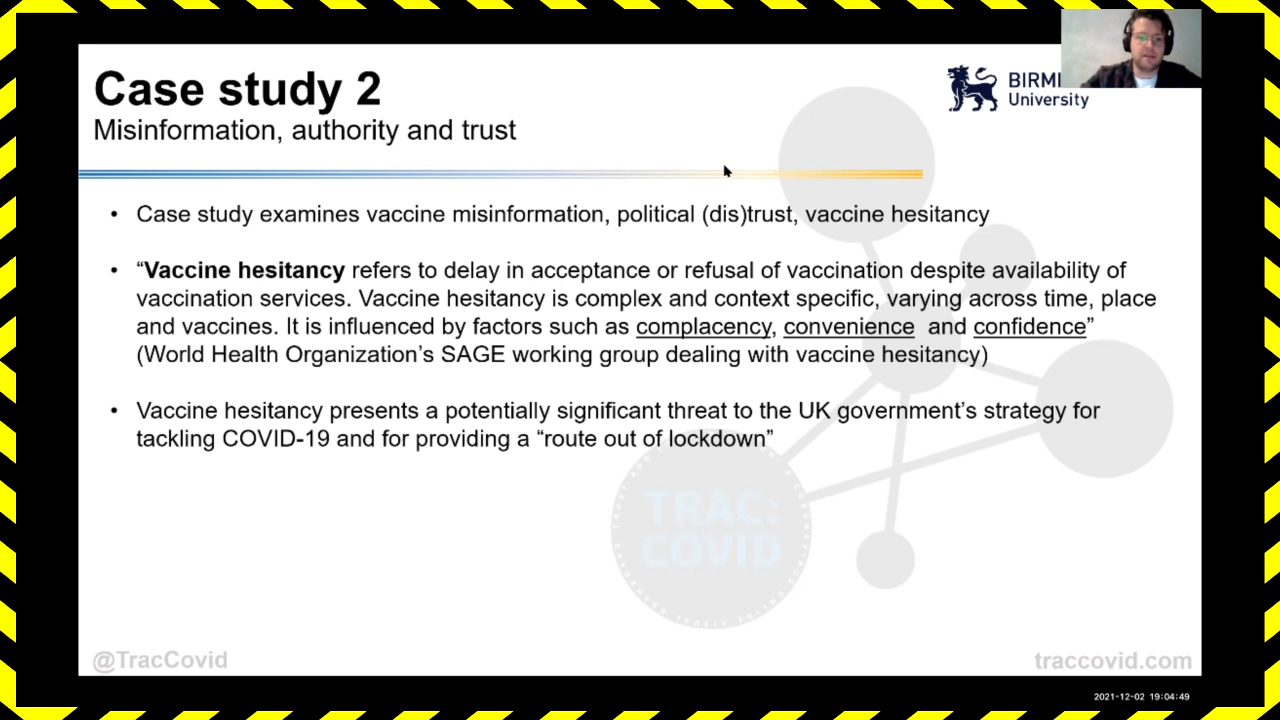 Case study 2
Misinformation, authority and trust
BIRMI
University
• Case study examines vaccine misinformation, political (dis)trust, vaccine hesitancy
• “Vaccine hesitancy refers to delay in acceptance or refusal of vaccination despite availability of
vaccination services. Vaccine hesitancy is complex and context specific, varying across time, place
and vaccines. It is influenced by factors such as complacency, convenience and confidence”
(World Health Organization’s SAGE working group dealing with vaccine hesitancy)
• Vaccine hesitancy presents a potentially significant threat to the UK government’s strategy for
tackling COVID-19 and for providing a “route out of lockdown”
TRAC:
COVID
@TracCovid
traccovid.com
2021-12-02 19:04:49